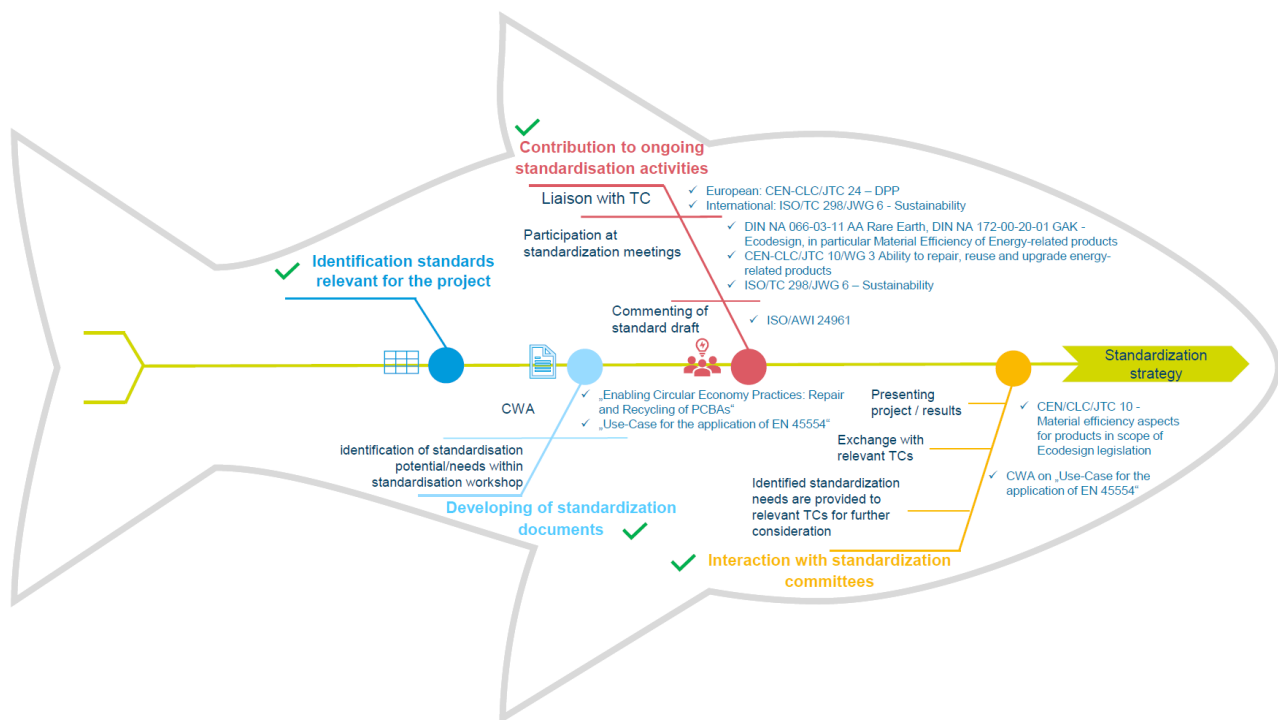 Contribution to ongoing
standardisation activities
Liaison with TC
European: CEN-CLC/JTC 24 – DPP
International: ISO/TC 298/JWG 6 - Sustainability
Participation at
standardization meetings
DIN NA 066-03-11 AA Rare Earth, DIN NA 172-00-20-01 GAK -
Ecodesign, in particular Material Efficiency of Energy-related products
CEN-CLC/JTC 10/WG 3 Ability to repair, reuse and upgrade energy-
related products
ISO/TC 298/JWG 6 – Sustainability
Identification standards
relevant for the project
Commenting of
standard draft
ISO/AWI 24961
Standardization
strategy
CWA
„Enabling Circular Economy Practices: Repair
and Recycling of PCBAs“
„Use-Case for the application of EN 45554“
identification of standardisation
potential/needs within
standardisation workshop
Developing of standardization
documents
Presenting
project / results
Exchange with
relevant TCs
Identified standardization
needs are provided to
relevant TCs for further
consideration
CEN/CLC/JTC 10 -
Material efficiency aspects
for products in scope of
Ecodesign legislation
CWA on „Use-Case for the
application of EN 45554“
Interaction with standardization
committees